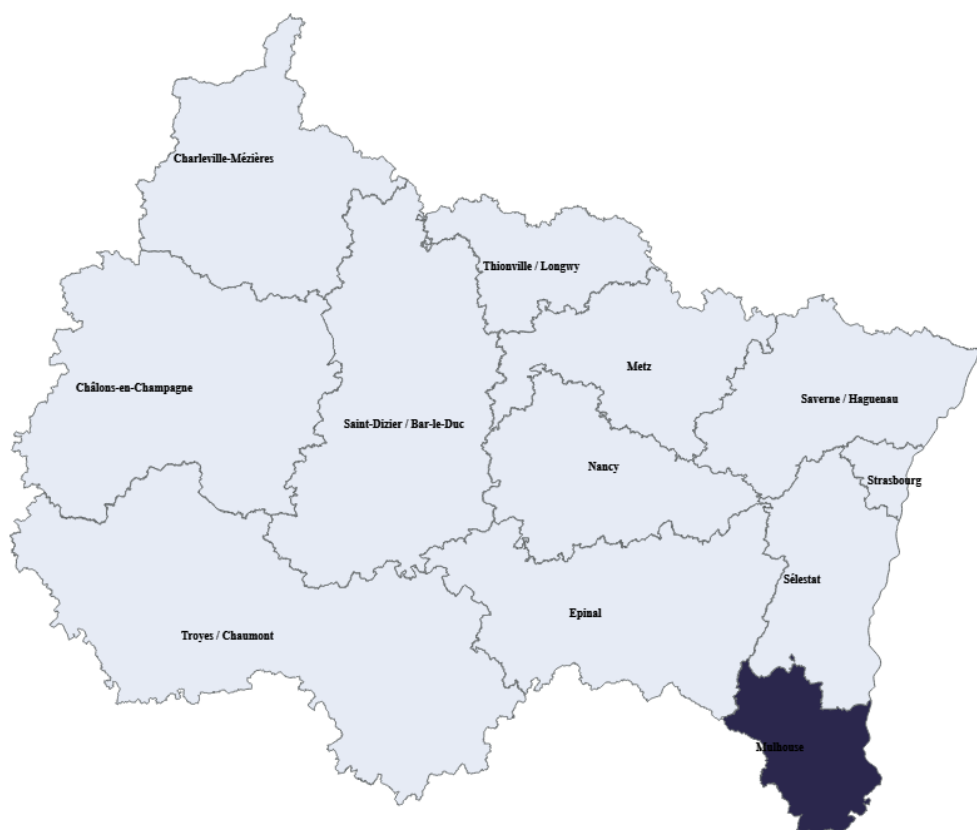 Charleville-Mézières
Thionville / Longwy
Metz
Châlons-en-Champagne
Saverne / Haguenau
Saint-Dizier / Bar-le-Duc
Nancy
Strasbourg
Sélestat
Epinal
Troyes / Chaumont
Mulhouse